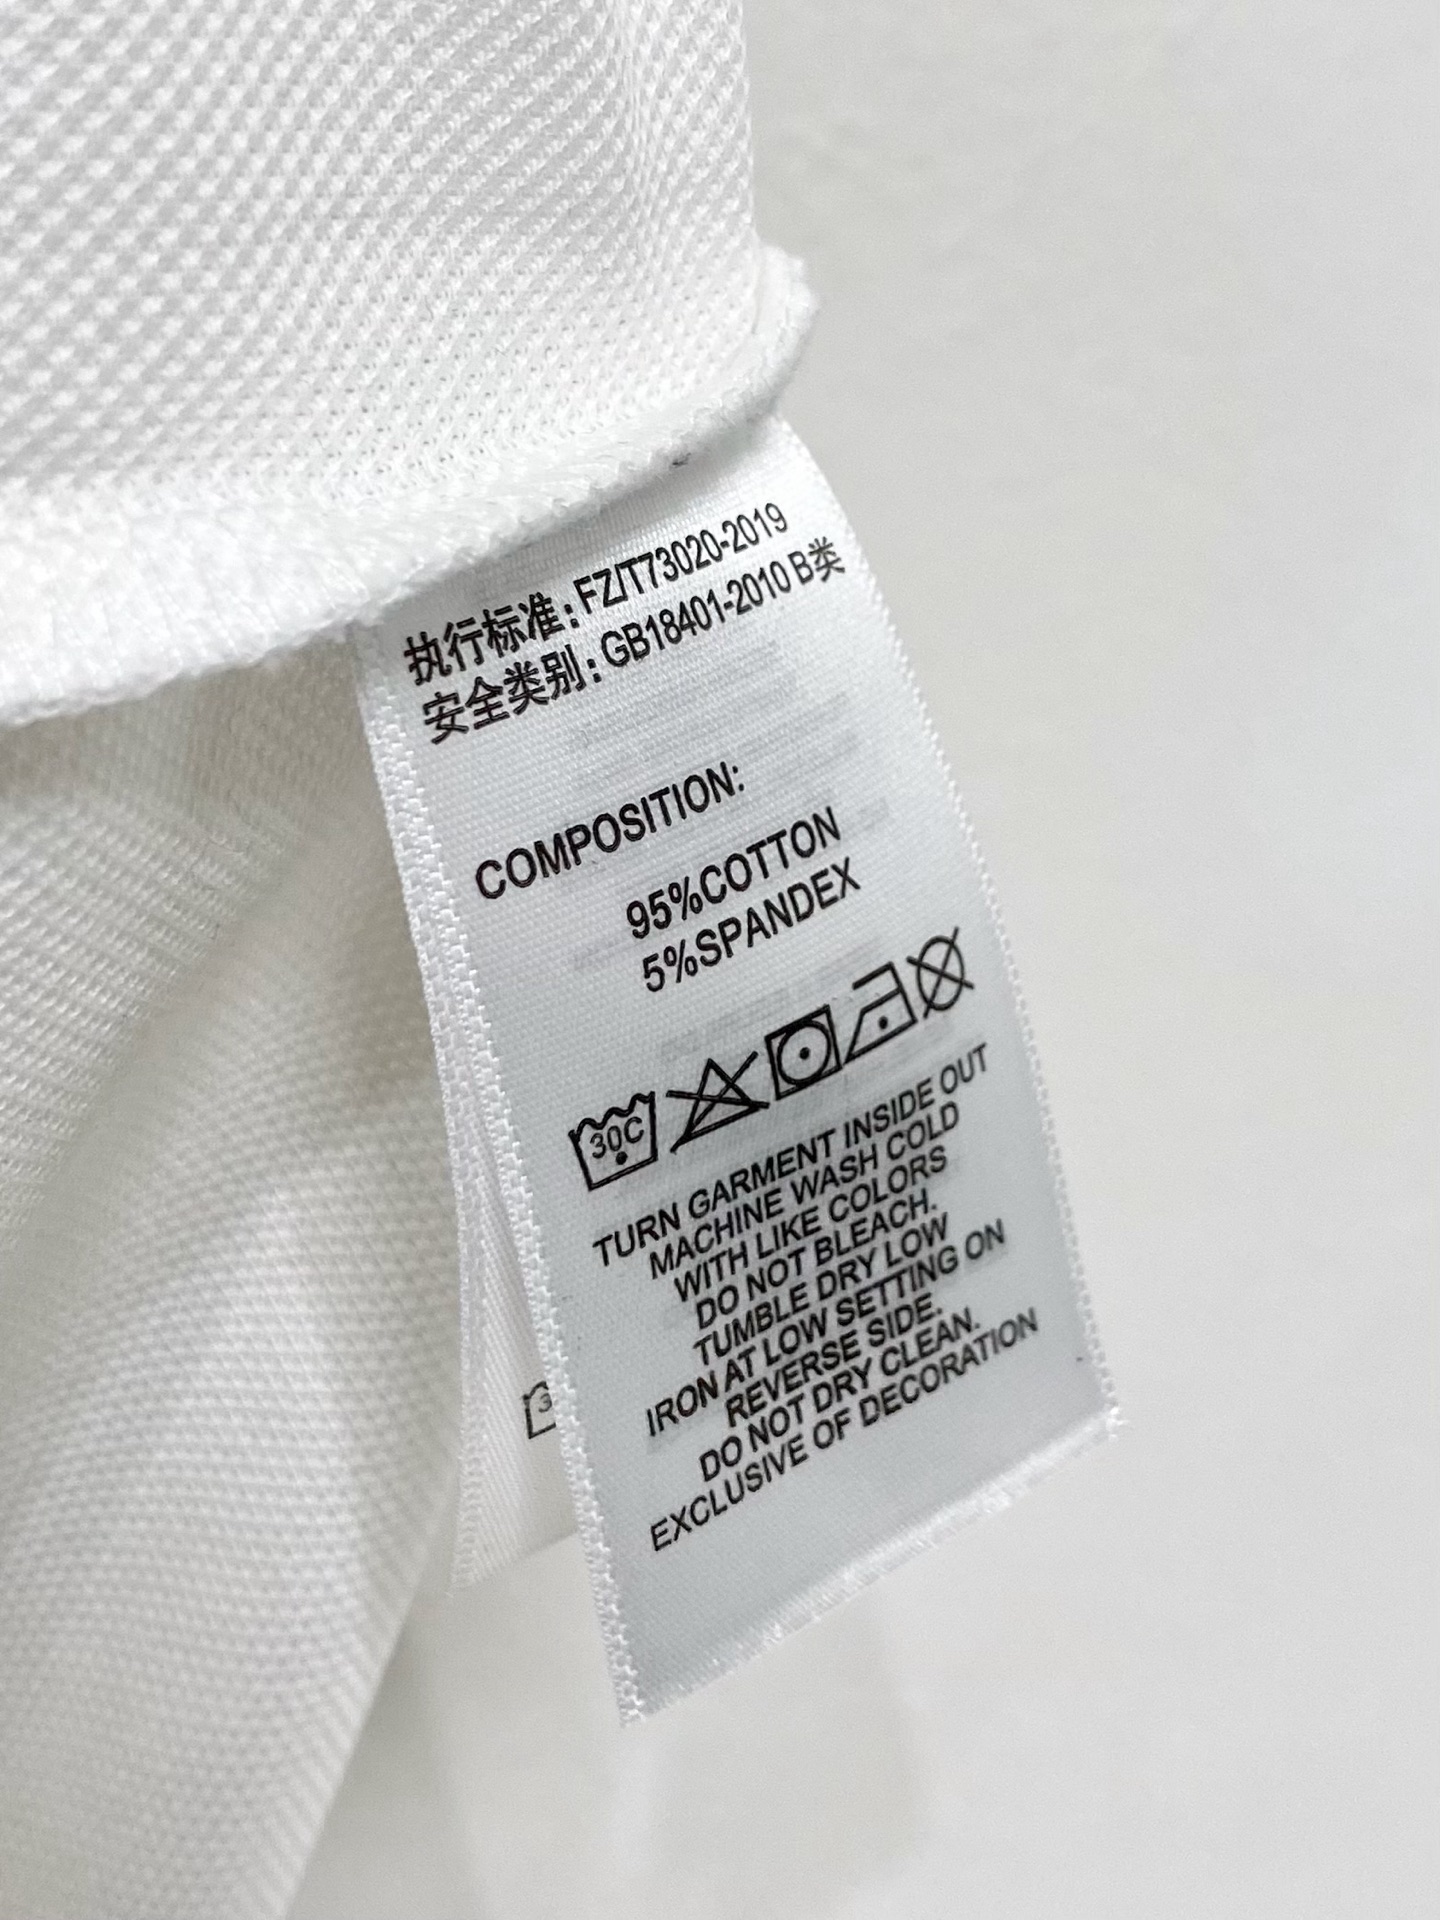 执行标准：FZ/T73020-2019
安全类别：GB18401-2010 B类
COMPOSITION:
95%COTTON
5%SPANDEX
30C
TURN GARMENT INSIDE OUT
MACHINE WASH COLD
WITH LIKE COLORS
DO NOT BLEACH.
TUMBLE DRY LOW
IRON AT LOW SETTING ON
REVERSE SIDE.
DO NOT DRY CLEAN.
EXCLUSIVE OF DECORATION